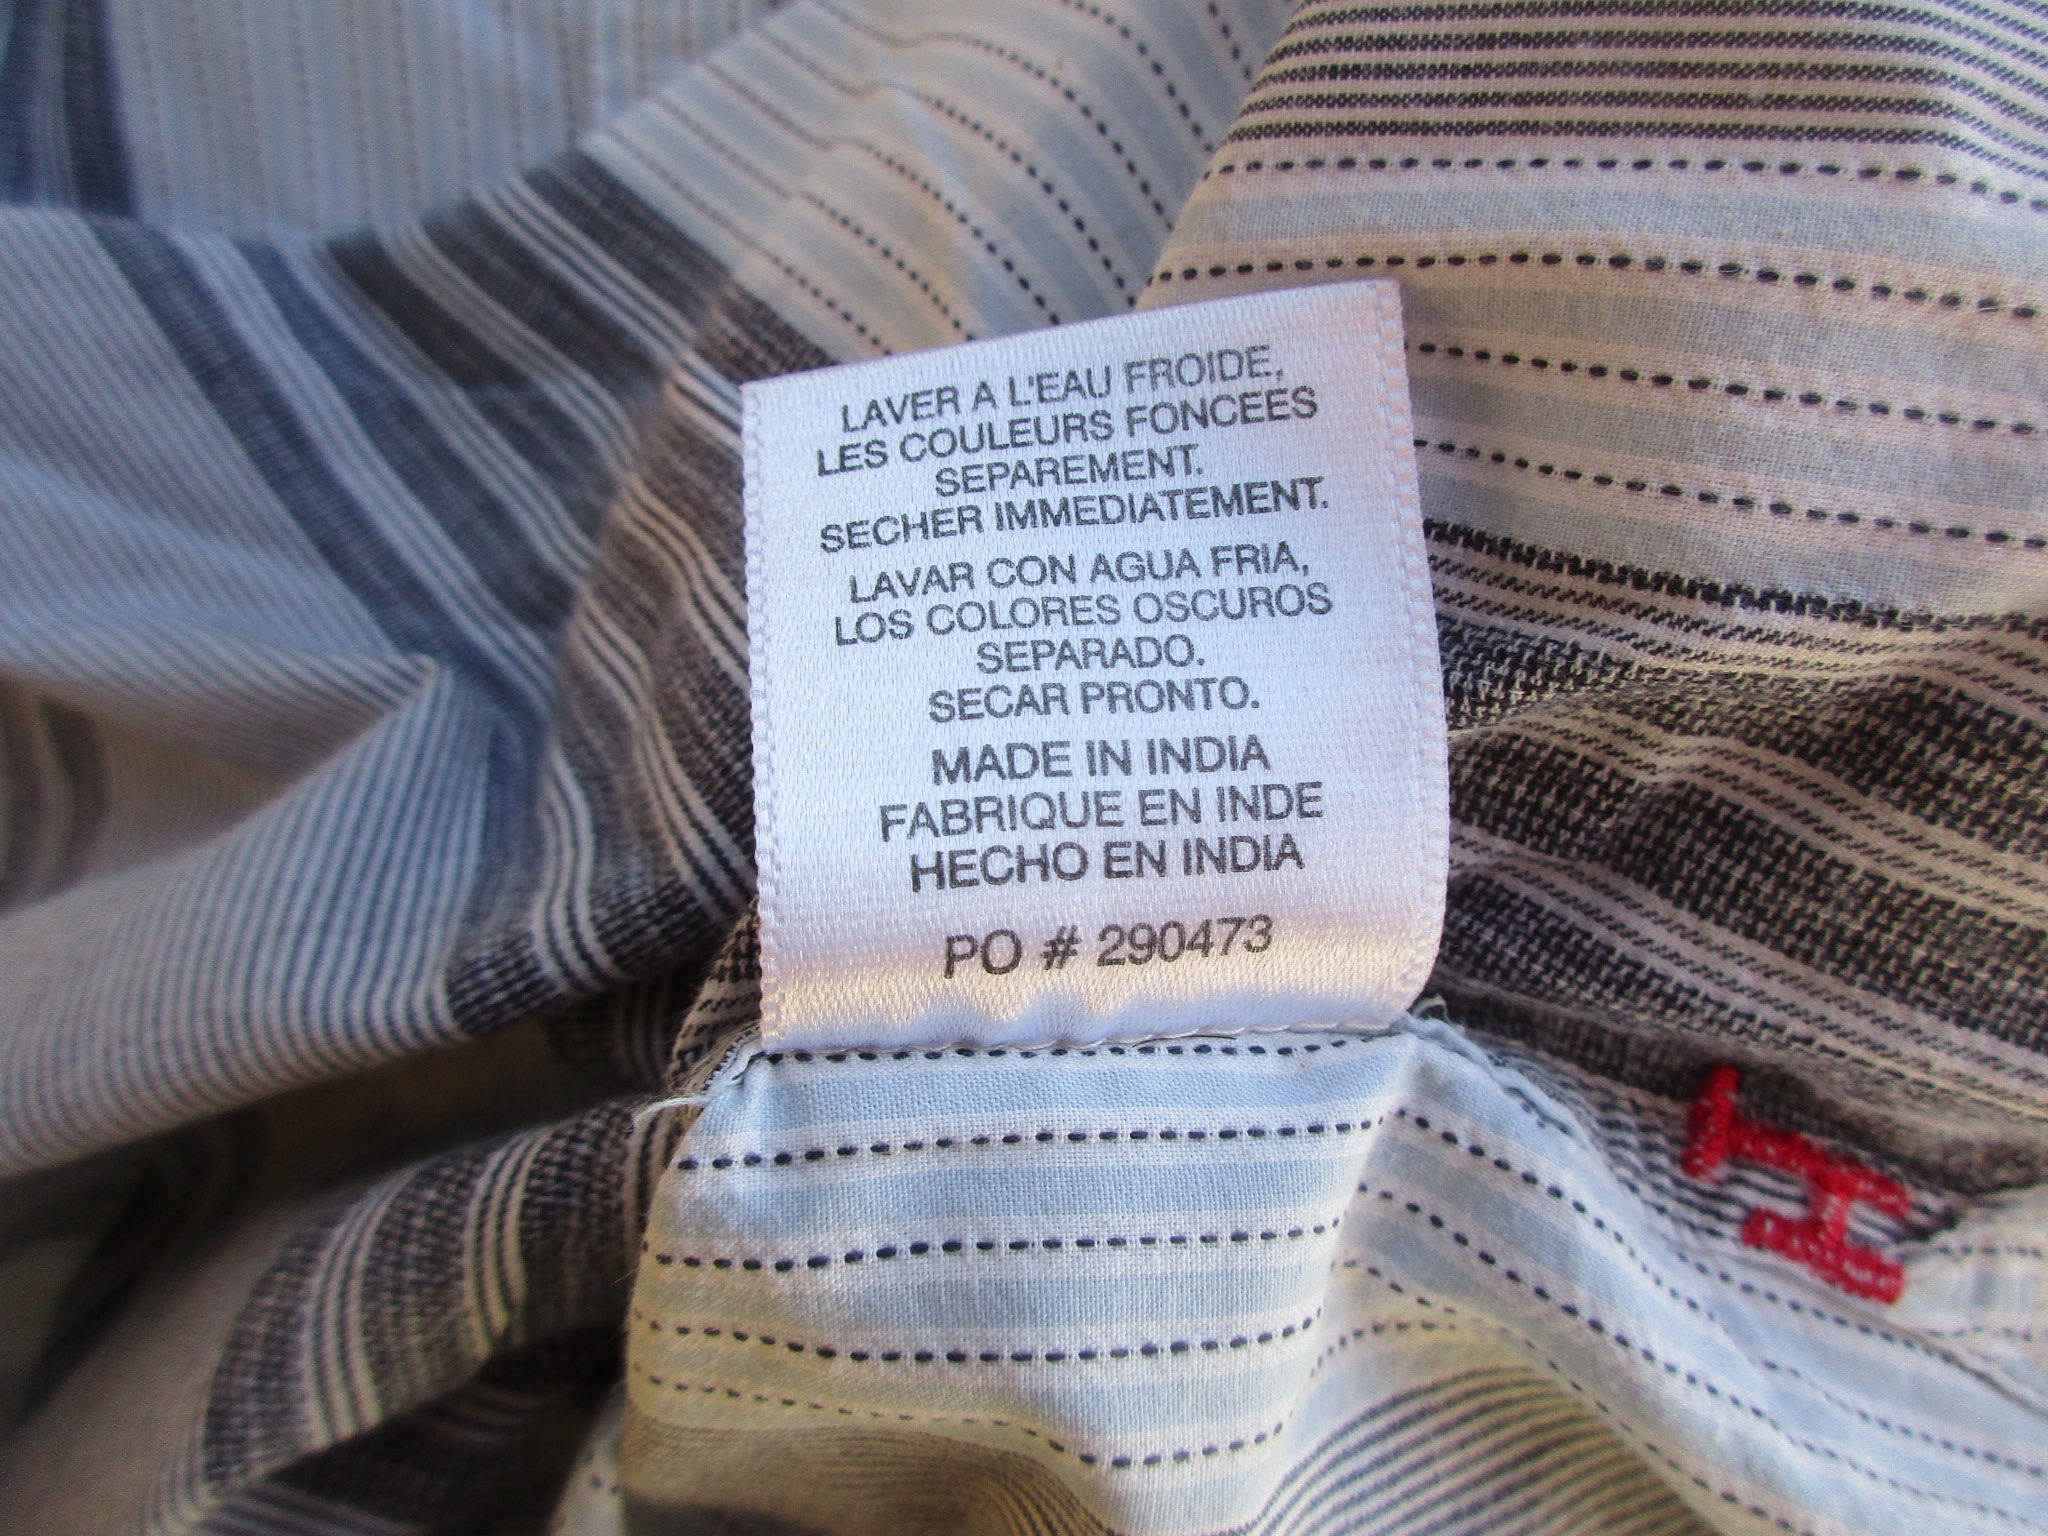 LAVER A L'EAU FROIDE,
LES COULEURS FONCEES
SEPAREMENT.
SECHER IMMEDIATEMENT.
LAVAR CON AGUA FRIA,
LOS COLORES OSCUROS
SEPARADO.
SECAR PRONTO.
MADE IN INDIA
FABRIQUE EN INDE
HECHO EN INDIA
PO # 290473